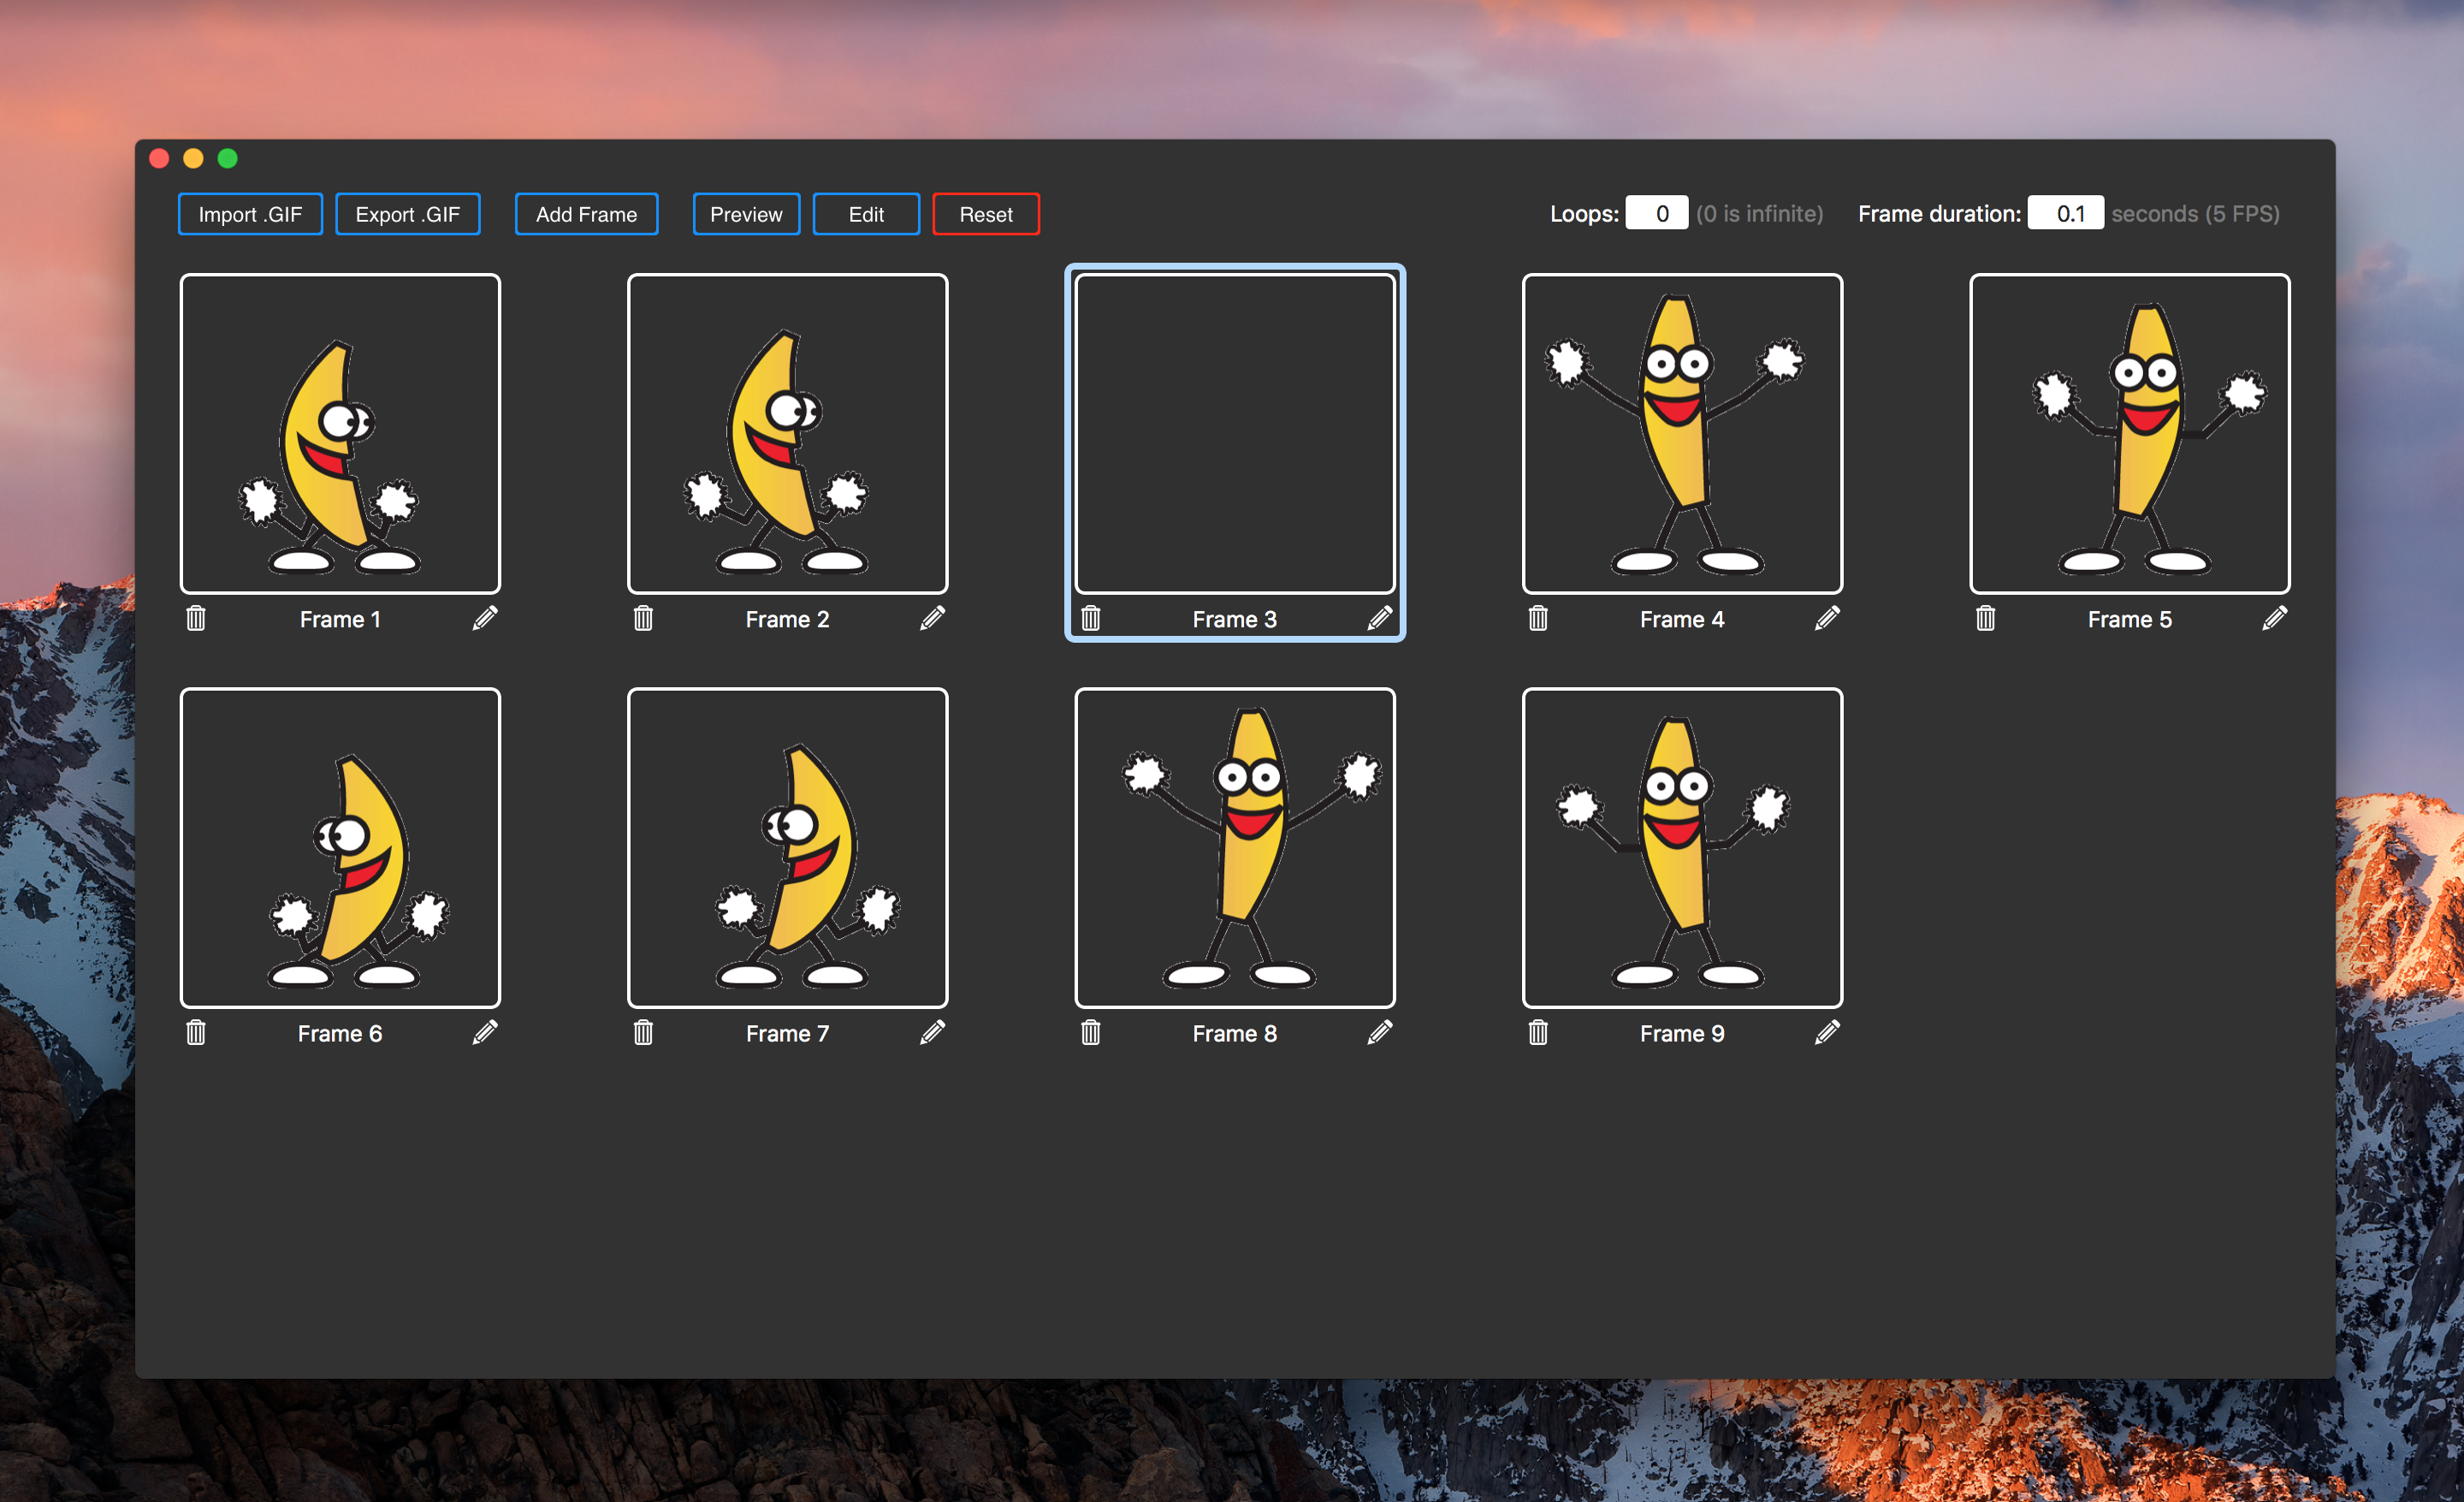 Import .GIF Export .GIF Add Frame Preview Edit Reset Loops: 0 (0 is infinite) Frame duration: 0.1 seconds (5 FPS)
Frame 1 Frame 2 Frame 3 Frame 4 Frame 5
Frame 6 Frame 7 Frame 8 Frame 9